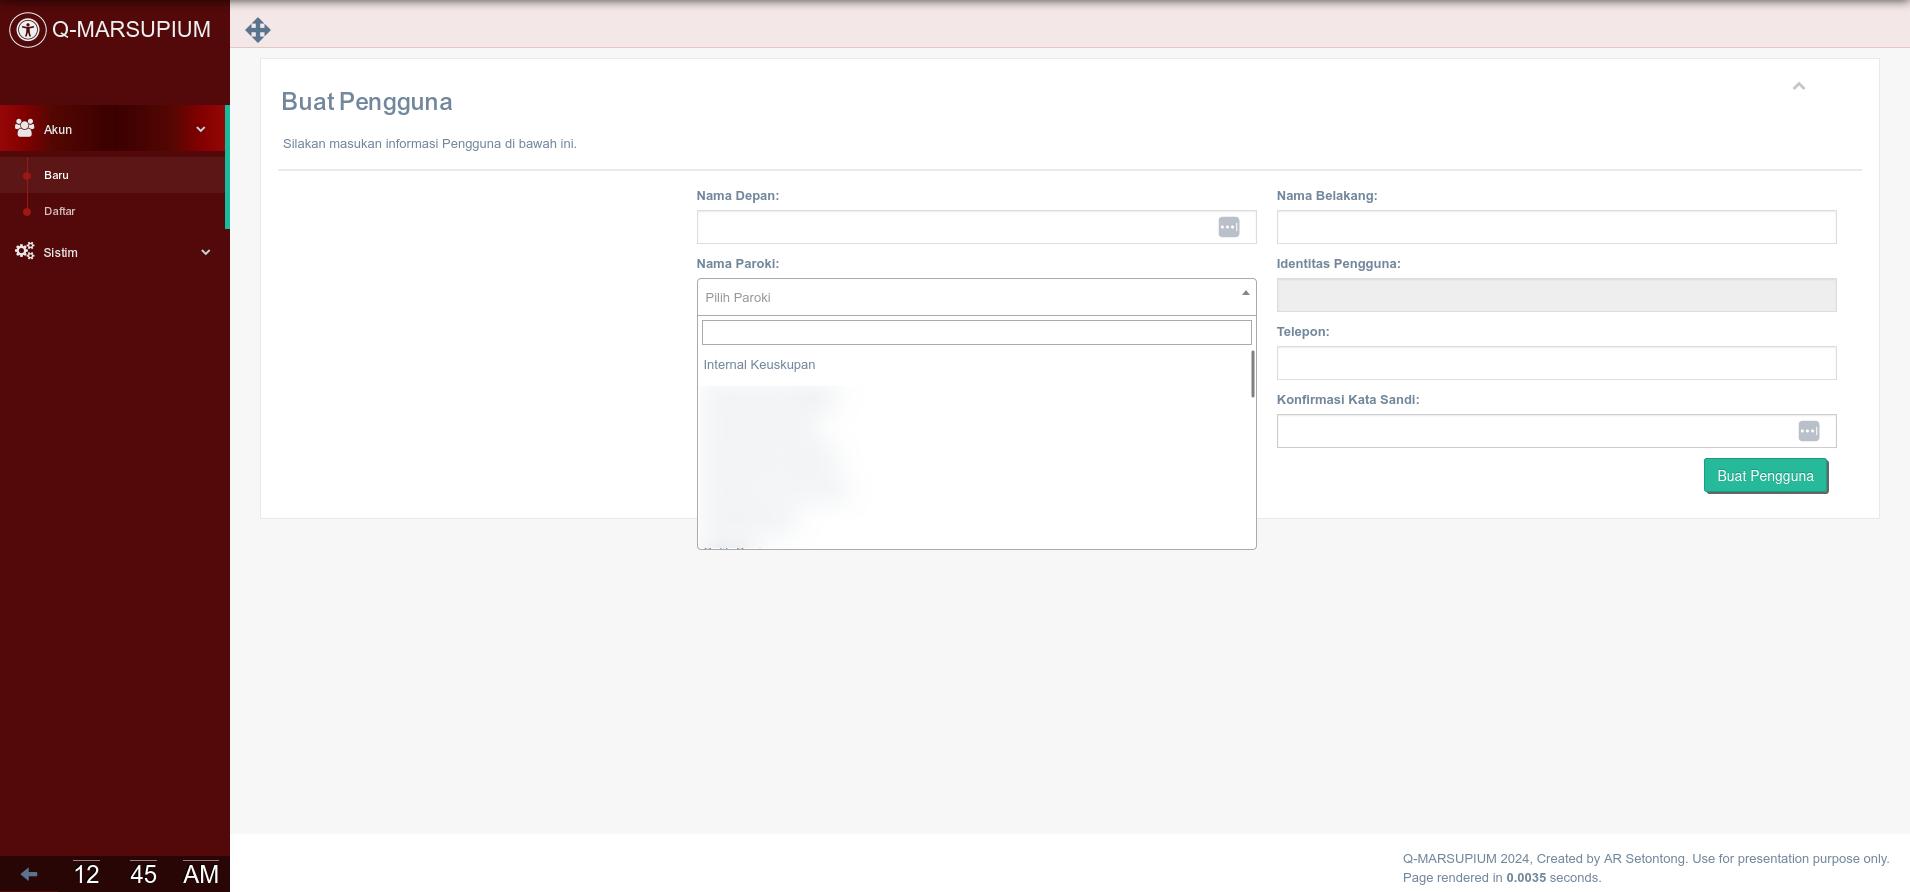 Q-MARSUPIUM
Akun
Baru
Daftar
Sistim
Buat Pengguna
Silakan masukan informasi Pengguna di bawah ini.
Nama Depan:
Nama Belakang:
Nama Paroki:
Identitas Pengguna:
Pilih Paroki
Telepon:
Internal Keuskupan
Konfirmasi Kata Sandi:
Buat Pengguna
12 45 AM
Q-MARSUPIUM 2024, Created by AR Setontong. Use for presentation purpose only.
Page rendered in 0.0035 seconds.